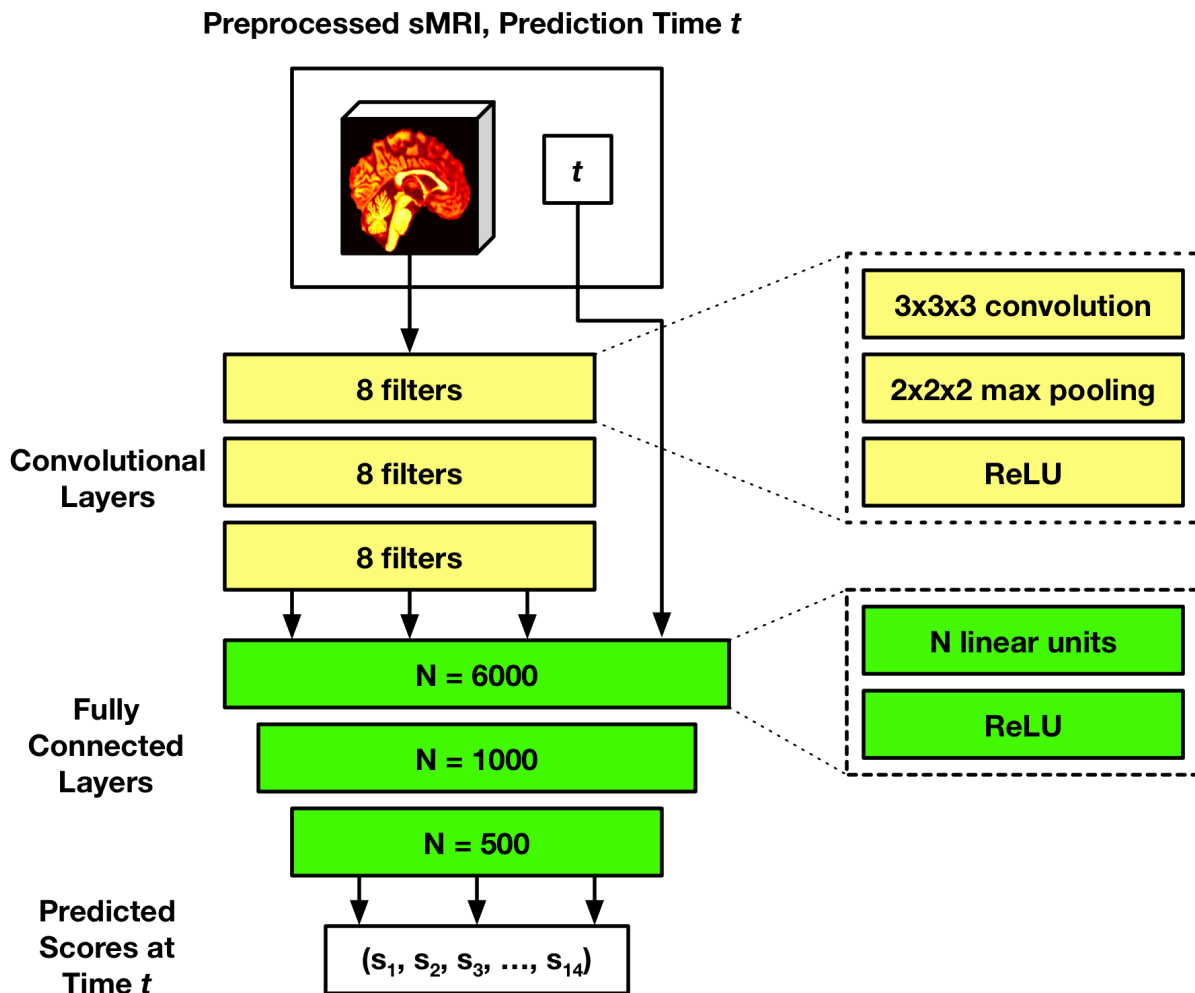 Preprocessed sMRI, Prediction Time t
t
3x3x3 convolution
8 filters
2x2x2 max pooling
Convolutional
Layers
8 filters
ReLU
8 filters
N linear units
N = 6000
ReLU
Fully
Connected
Layers
N = 1000
N = 500
Predicted
Scores at
Time t
(s₁, s₂, s₃, ..., s₁₄)